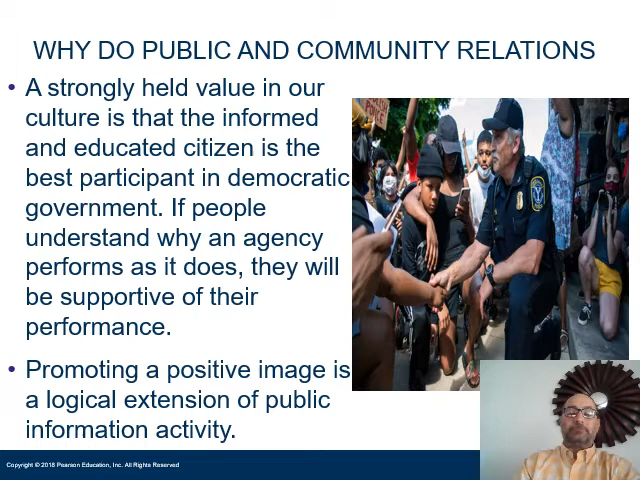 WHY DO PUBLIC AND COMMUNITY RELATIONS
• A strongly held value in our
culture is that the informed
and educated citizen is the
best participant in democratic
government. If people
understand why an agency
performs as it does, they will
be supportive of their
performance.
• Promoting a positive image is
a logical extension of public
information activity.
Copyright © 2018 Pearson Education, Inc. All Rights Reserved